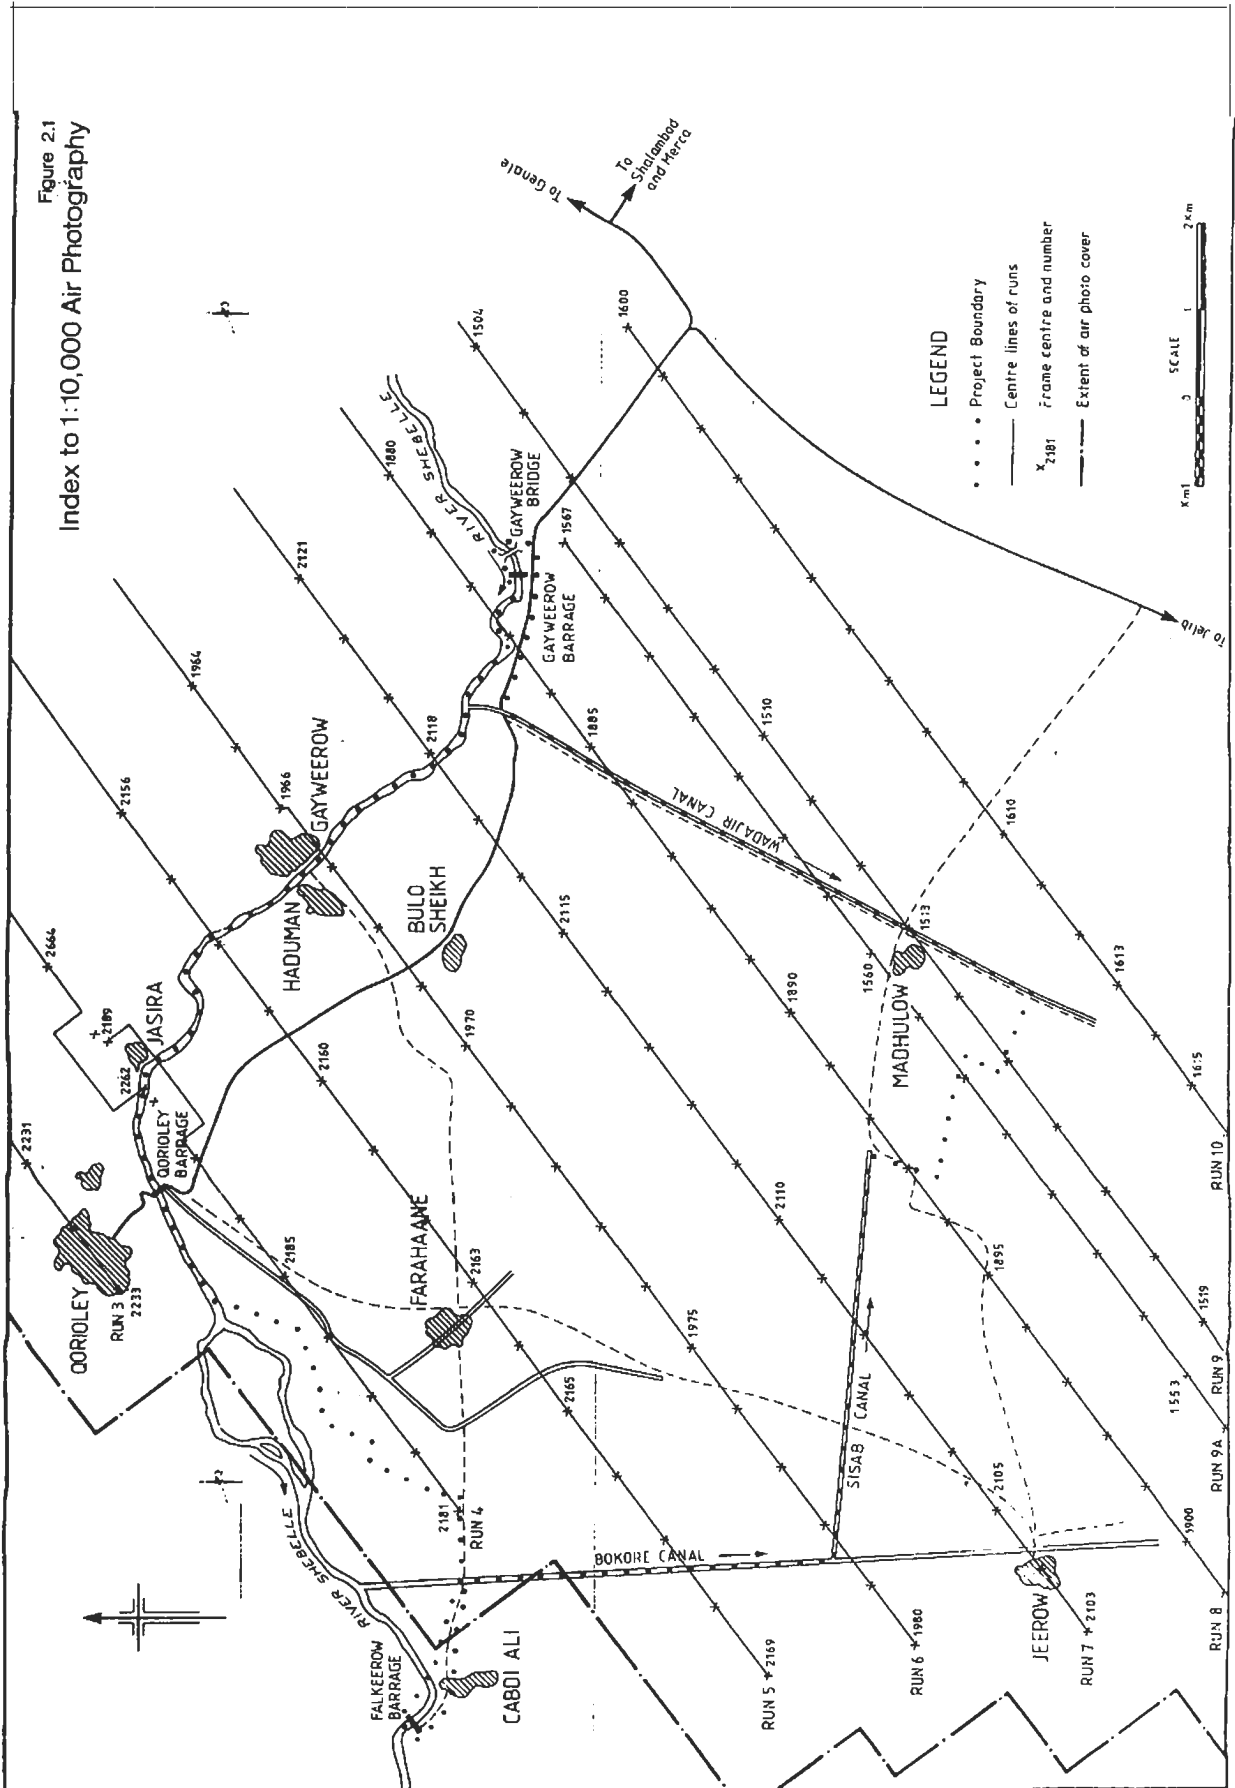 Figure 2.1
Index to 1:10,000 Air Photography
To Genale
To
Shalambod
and Merca
To Jelib
RIVER SHEBELLE
GAYWEEROW
BRIDGE
GAYWEEROW
BARRAGE
GAYWEEROW
HADUMAN
BULO
SHEIKH
JASIRA
QORIOLEY
BARRAGE
QORIOLEY
FARAHAANE
MADHULOW
WADAJIR CANAL
SISAB CANAL
BOKORE CANAL
RIVER SHEBELLE
FALKEEROW
BARRAGE
CABDI ALI
JEEROW
RUN 3
2233
2231
2262
2189
2664
2181
RUN 4
2185
2156
2160
2163
2165
RUN 5
2169
1964
1966
1970
1975
RUN 6
1980
2121
2118
2115
2110
2105
RUN 7
2103
1880
1885
1890
1895
1900
RUN 8
1567
1560
1553
RUN 9A
1504
1510
1513
1519
RUN 9
1600
1610
1613
1615
RUN 10
LEGEND
Project Boundary
Centre lines of runs
x
2181
Frame centre and number
Extent of air photo cover
SCALE
Km1
0
1
2Km